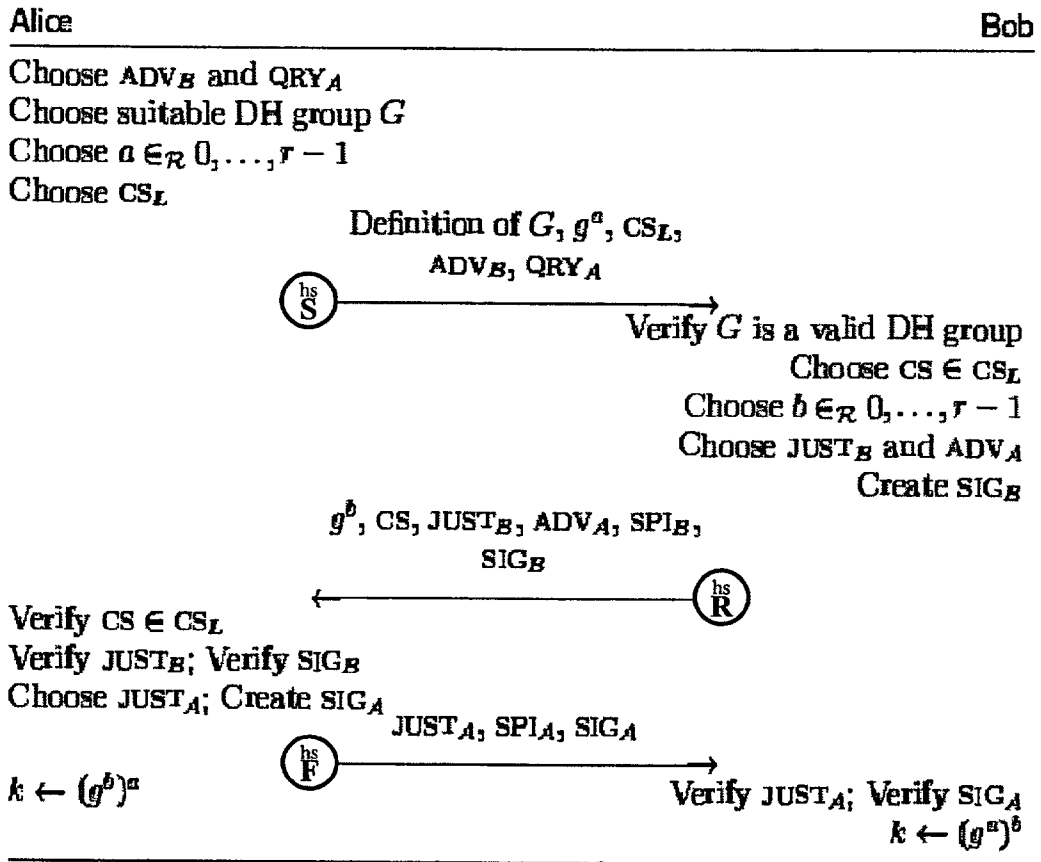 Alice Bob
Choose ADV_B and QRY_A
Choose suitable DH group G
Choose a ∈_R 0, . . . , r − 1
Choose CS_L
Definition of G, g^a, CS_L,
ADV_B, QRY_A
hs
S
Verify G is a valid DH group
Choose CS ∈ CS_L
Choose b ∈_R 0, . . . , r − 1
Choose JUST_B and ADV_A
Create SIG_B
g^b, CS, JUST_B, ADV_A, SPI_B,
SIG_B
hs
R
Verify CS ∈ CS_L
Verify JUST_B; Verify SIG_B
Choose JUST_A; Create SIG_A
JUST_A, SPI_A, SIG_A
hs
F
k ← (g^b)^a
Verify JUST_A; Verify SIG_A
k ← (g^a)^b